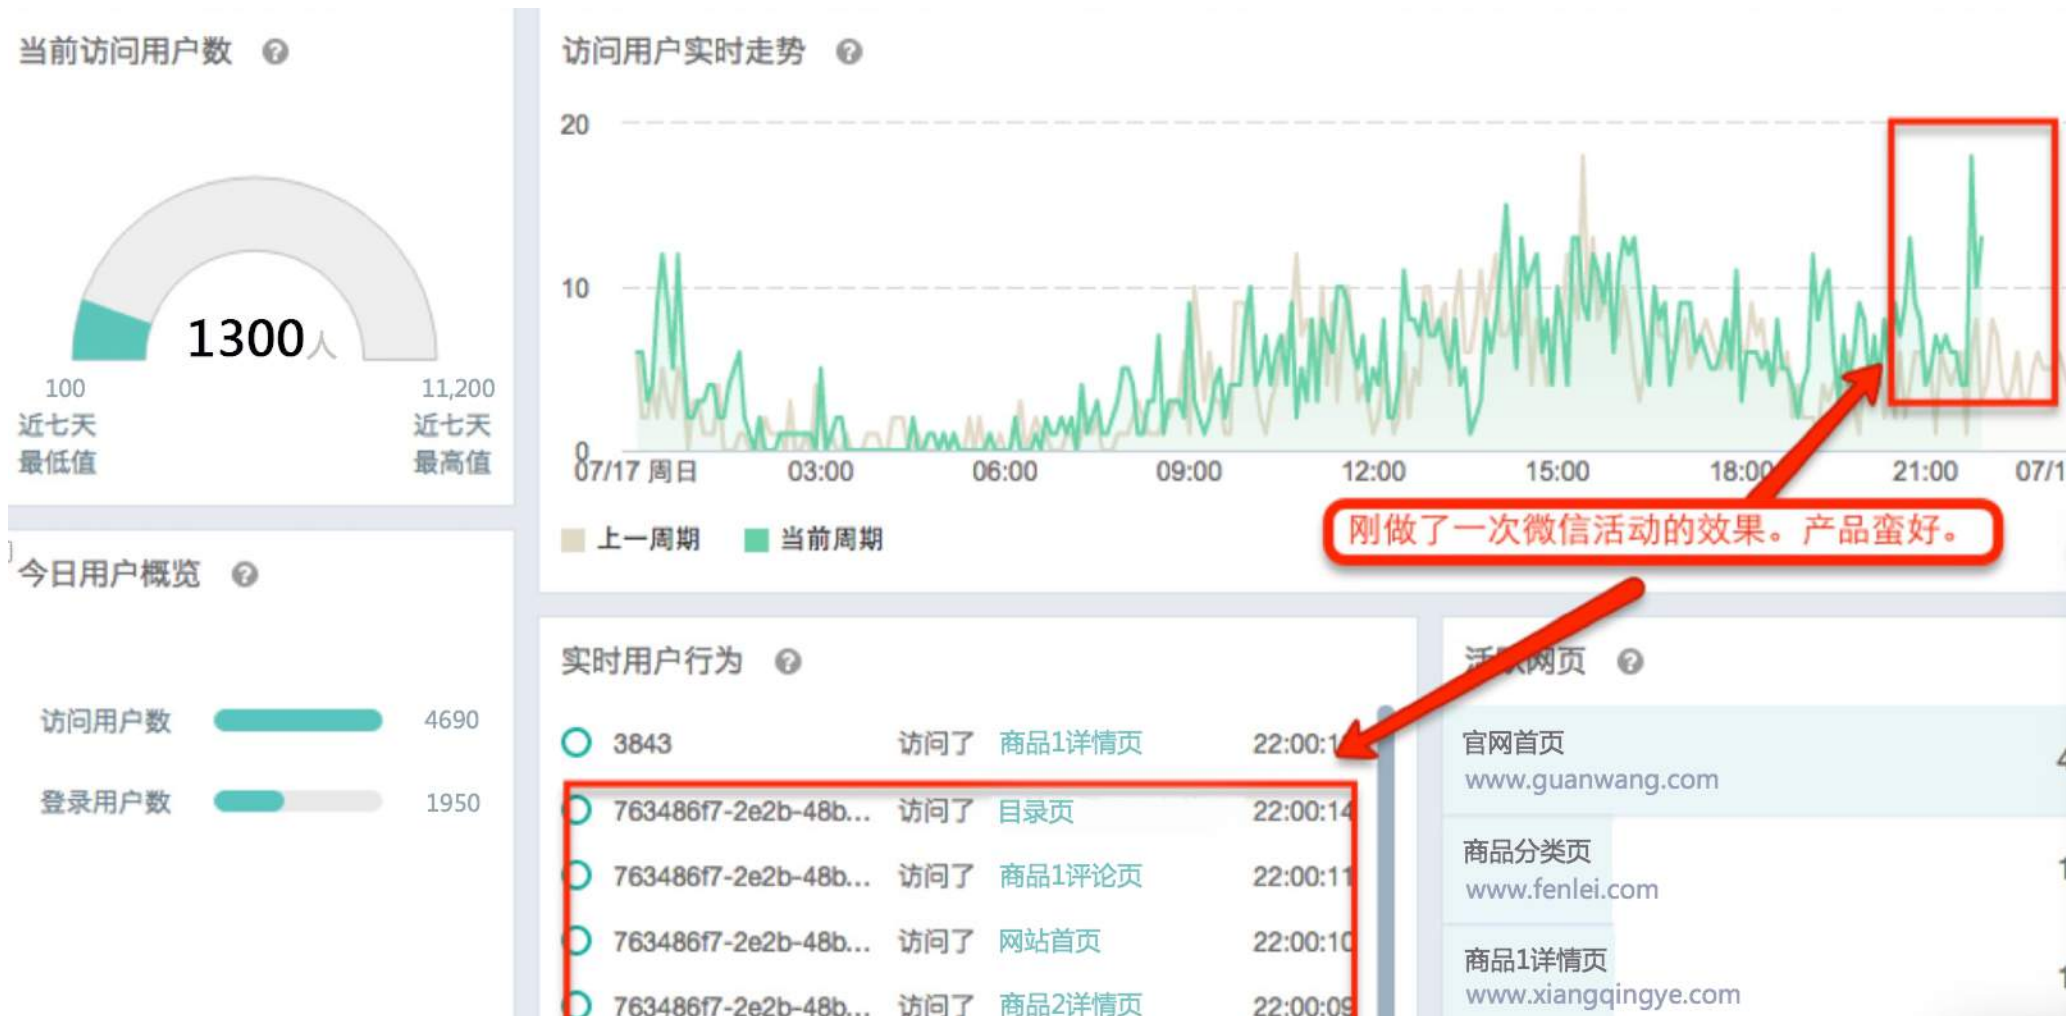 当前访问用户数
1300人
100
11,200
近七天
最低值
近七天
最高值
今日用户概览
访问用户数 4690
登录用户数 1950
访问用户实时走势
20
10
0
07/17 周日 03:00 06:00 09:00 12:00 15:00 18:00 21:00 07/1
上一周期 当前周期
刚做了一次微信活动的效果。产品蛮好。
实时用户行为
3843 访问了 商品1详情页 22:00:1
763486f7-2e2b-48b... 访问了 目录页 22:00:14
763486f7-2e2b-48b... 访问了 商品1评论页 22:00:11
763486f7-2e2b-48b... 访问了 网站首页 22:00:10
763486f7-2e2b-48b... 访问了 商品2详情页 22:00:09
网页
官网首页
www.guanwang.com
商品分类页
www.fenlei.com
商品1详情页
www.xiangqingye.com